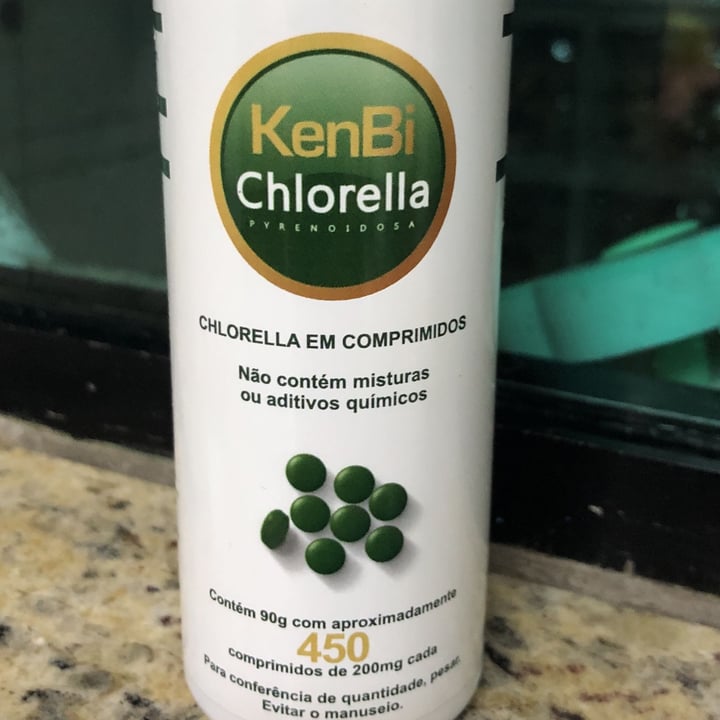 KenBi
Chlorella
PYRENOIDOSA
CHLORELLA EM COMPRIMIDOS
Não contém misturas
ou aditivos químicos
Contém 90g com aproximadamente
450
comprimidos de 200mg cada
Para conferência de quantidade, pesar.
Evitar o manuseio.